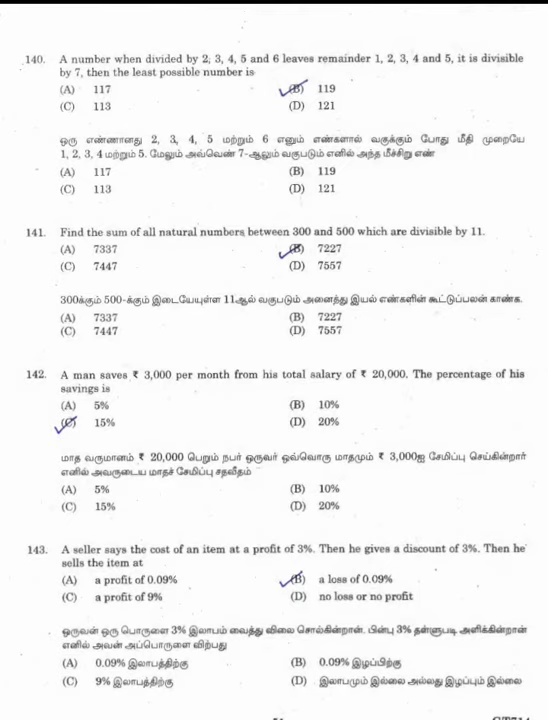 140. A number when divided by 2, 3, 4, 5 and 6 leaves remainder 1, 2, 3, 4 and 5, it is divisible
by 7, then the least possible number is
(A) 117 (B) 119
(C) 113 (D) 121
ஒரு எண்ணானது 2, 3, 4, 5 மற்றும் 6 எனும் எண்களால் வகுக்கும் போது மீதி முறையே
1, 2, 3, 4 மற்றும் 5. மேலும் அவ்வெண் 7-ஆலும் வகுபடும் எனில் அந்த மீச்சிறு எண்
(A) 117 (B) 119
(C) 113 (D) 121
141. Find the sum of all natural numbers between 300 and 500 which are divisible by 11.
(A) 7337 (B) 7227
(C) 7447 (D) 7557
300க்கும் 500-க்கும் இடையேயுள்ள 11ஆல் வகுபடும் அனைத்து இயல் எண்களின் கூட்டுப்பலன் காண்க.
(A) 7337 (B) 7227
(C) 7447 (D) 7557
142. A man saves ₹ 3,000 per month from his total salary of ₹ 20,000. The percentage of his
savings is
(A) 5% (B) 10%
(C) 15% (D) 20%
மாத வருமானம் ₹ 20,000 பெறும் நபர் ஒருவர் ஒவ்வொரு மாதமும் ₹ 3,000ஐ சேமிப்பு செய்கின்றார்
எனில் அவருடைய மாதச் சேமிப்பு சதவீதம்
(A) 5% (B) 10%
(C) 15% (D) 20%
143. A seller says the cost of an item at a profit of 3%. Then he gives a discount of 3%. Then he
sells the item at
(A) a profit of 0.09% (B) a loss of 0.09%
(C) a profit of 9% (D) no loss or no profit
ஒருவன் ஒரு பொருளை 3% இலாபம் வைத்து விலை சொல்கின்றான். பின்பு 3% தள்ளுபடி அளிக்கின்றான்
எனில் அவன் அப்பொருளை விற்பது
(A) 0.09% இலாபத்திற்கு (B) 0.09% இழப்பிற்கு
(C) 9% இலாபத்திற்கு (D) இலாபமும் இல்லை அல்லது இழப்பும் இல்லை